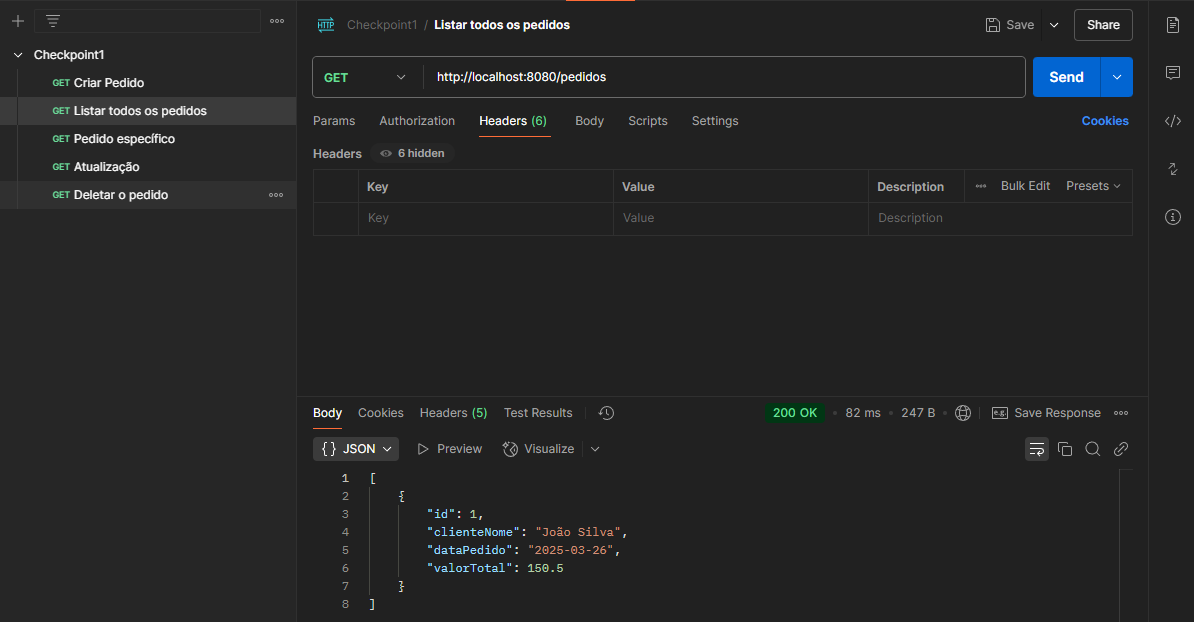 Checkpoint1
GET Criar Pedido
GET Listar todos os pedidos
GET Pedido específico
GET Atualização
GET Deletar o pedido
HTTP Checkpoint1 / Listar todos os pedidos
Save
Share
GET http://localhost:8080/pedidos
Send
Params Authorization Headers (6) Body Scripts Settings Cookies
Headers 6 hidden
Key Value Description Bulk Edit Presets
Key Value Description
Body Cookies Headers (5) Test Results 200 OK • 82 ms • 247 B • e.g. Save Response
{} JSON Preview Visualize
1 [
2 {
3 "id": 1,
4 "clienteNome": "João Silva",
5 "dataPedido": "2025-03-26",
6 "valorTotal": 150.5
7 }
8 ]